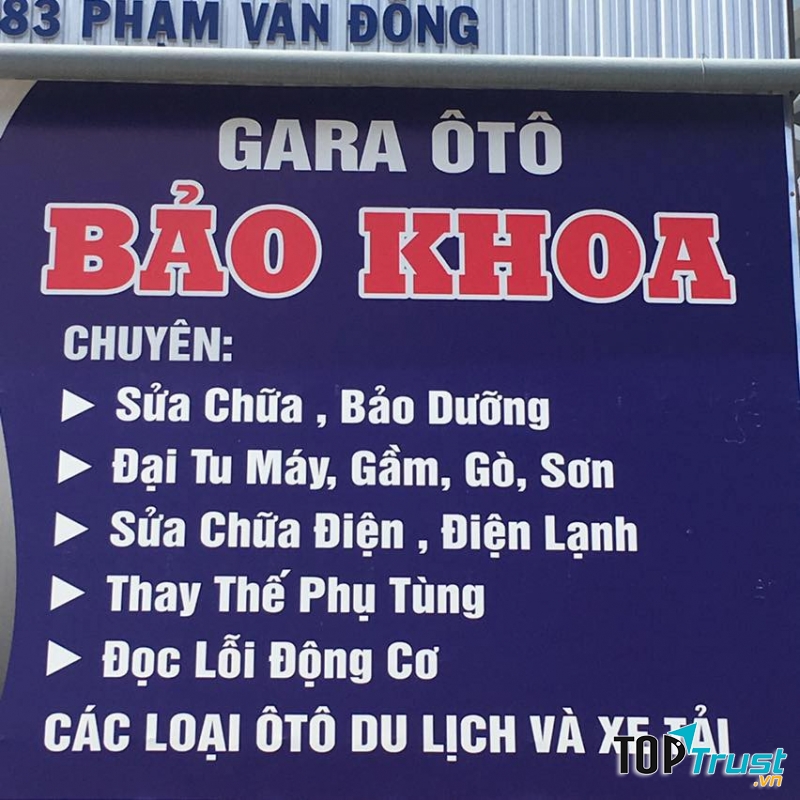 83 PHẠM VĂN ĐỒNG
GARA ÔTÔ
BẢO KHOA
CHUYÊN:
► Sửa Chữa , Bảo Dưỡng
► Đại Tu Máy, Gầm, Gò, Sơn
► Sửa Chữa Điện , Điện Lạnh
► Thay Thế Phụ Tùng
► Đọc Lỗi Động Cơ
CÁC LOẠI ÔTÔ DU LỊCH VÀ XE TẢI
TOPTrust.vn